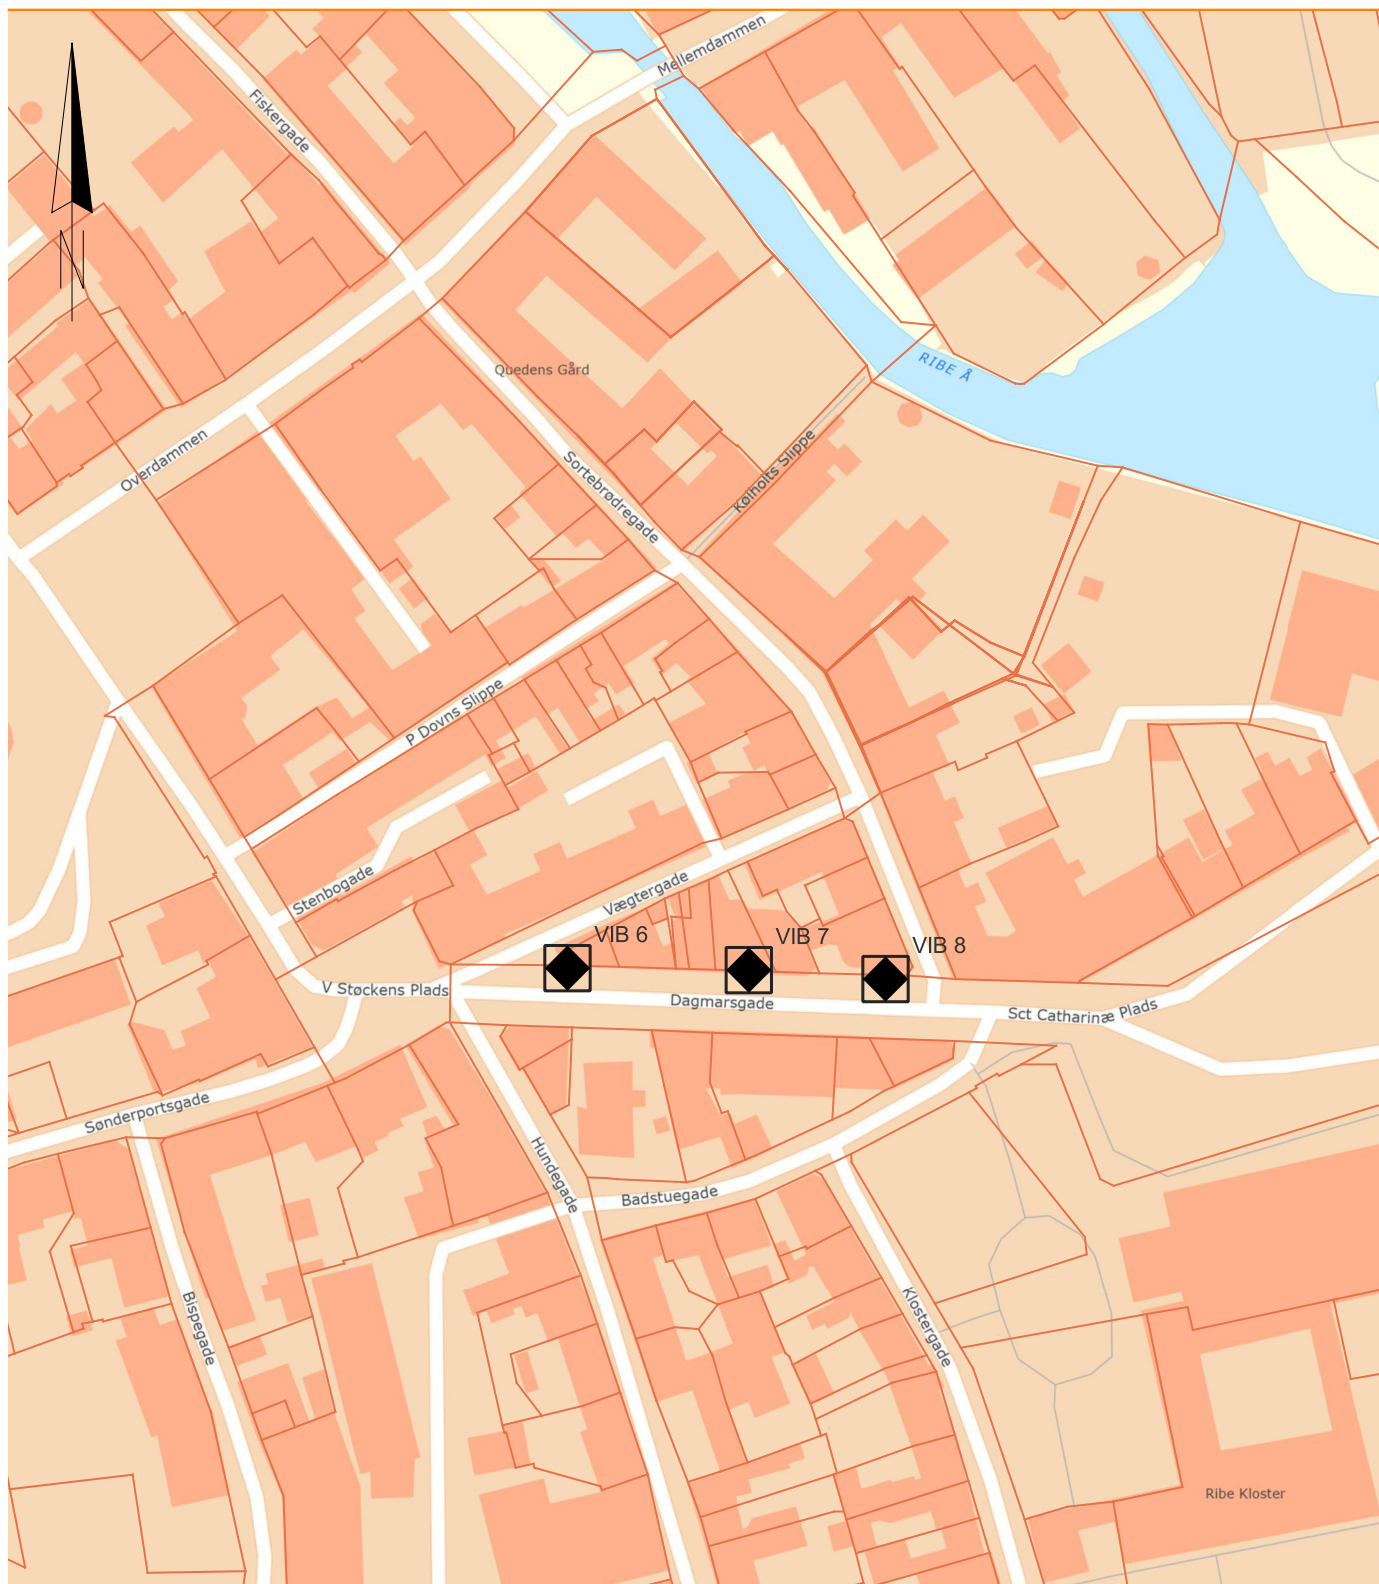 Mellemdammen
Fiskergade
N
RIBE Å
Quedens Gård
Overdammen
Sortebrødregade
Kølholts Slippe
P Dovns Slippe
Stenbogade
Vægtergade
VIB 6
VIB 7
VIB 8
V Støckens Plads
Dagmarsgade
Sct Catharinæ Plads
Sønderportsgade
Hundegade
Badstuegade
Bispegade
Klostergade
Ribe Kloster